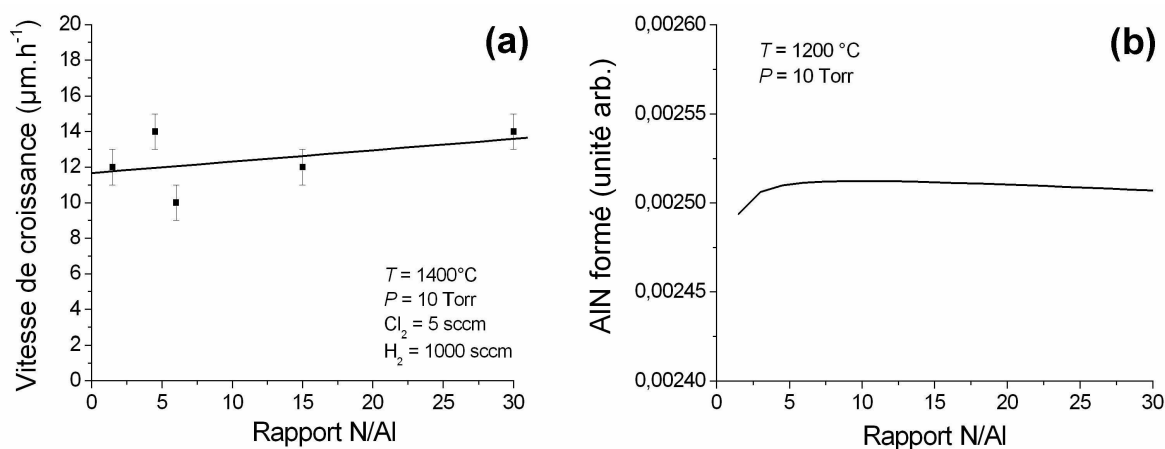 (a)
Vitesse de croissance (µm.h⁻¹)
20
18
16
14
12
10
8
6
4
2
0
T = 1400°C
P = 10 Torr
Cl₂ = 5 sccm
H₂ = 1000 sccm
0 5 10 15 20 25 30
Rapport N/Al
(b)
AlN formé (unité arb.)
0,00260
0,00255
0,00250
0,00245
0,00240
T = 1200 °C
P = 10 Torr
0 5 10 15 20 25 30
Rapport N/Al